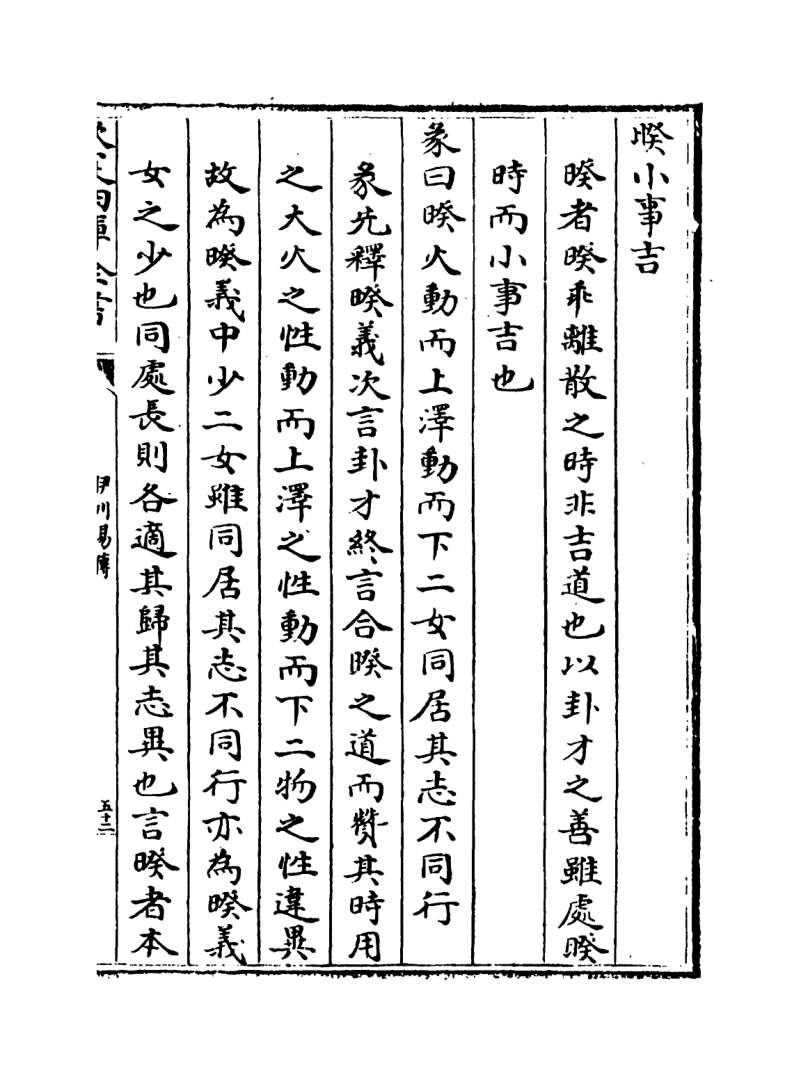 睽小事吉
睽者睽乖離散之時非吉道也以卦才之善雖處睽
時而小事吉也
彖曰睽火動而上澤動而下二女同居其志不同行
彖先釋睽義次言卦才終言合睽之道而贊其時用
之大火之性動而上澤之性動而下二物之性違異
故為睽義中少二女雖同居其志不同行亦為睽義
女之少也同處長則各適其歸其志異也言睽者本
伊川易傳
五十二